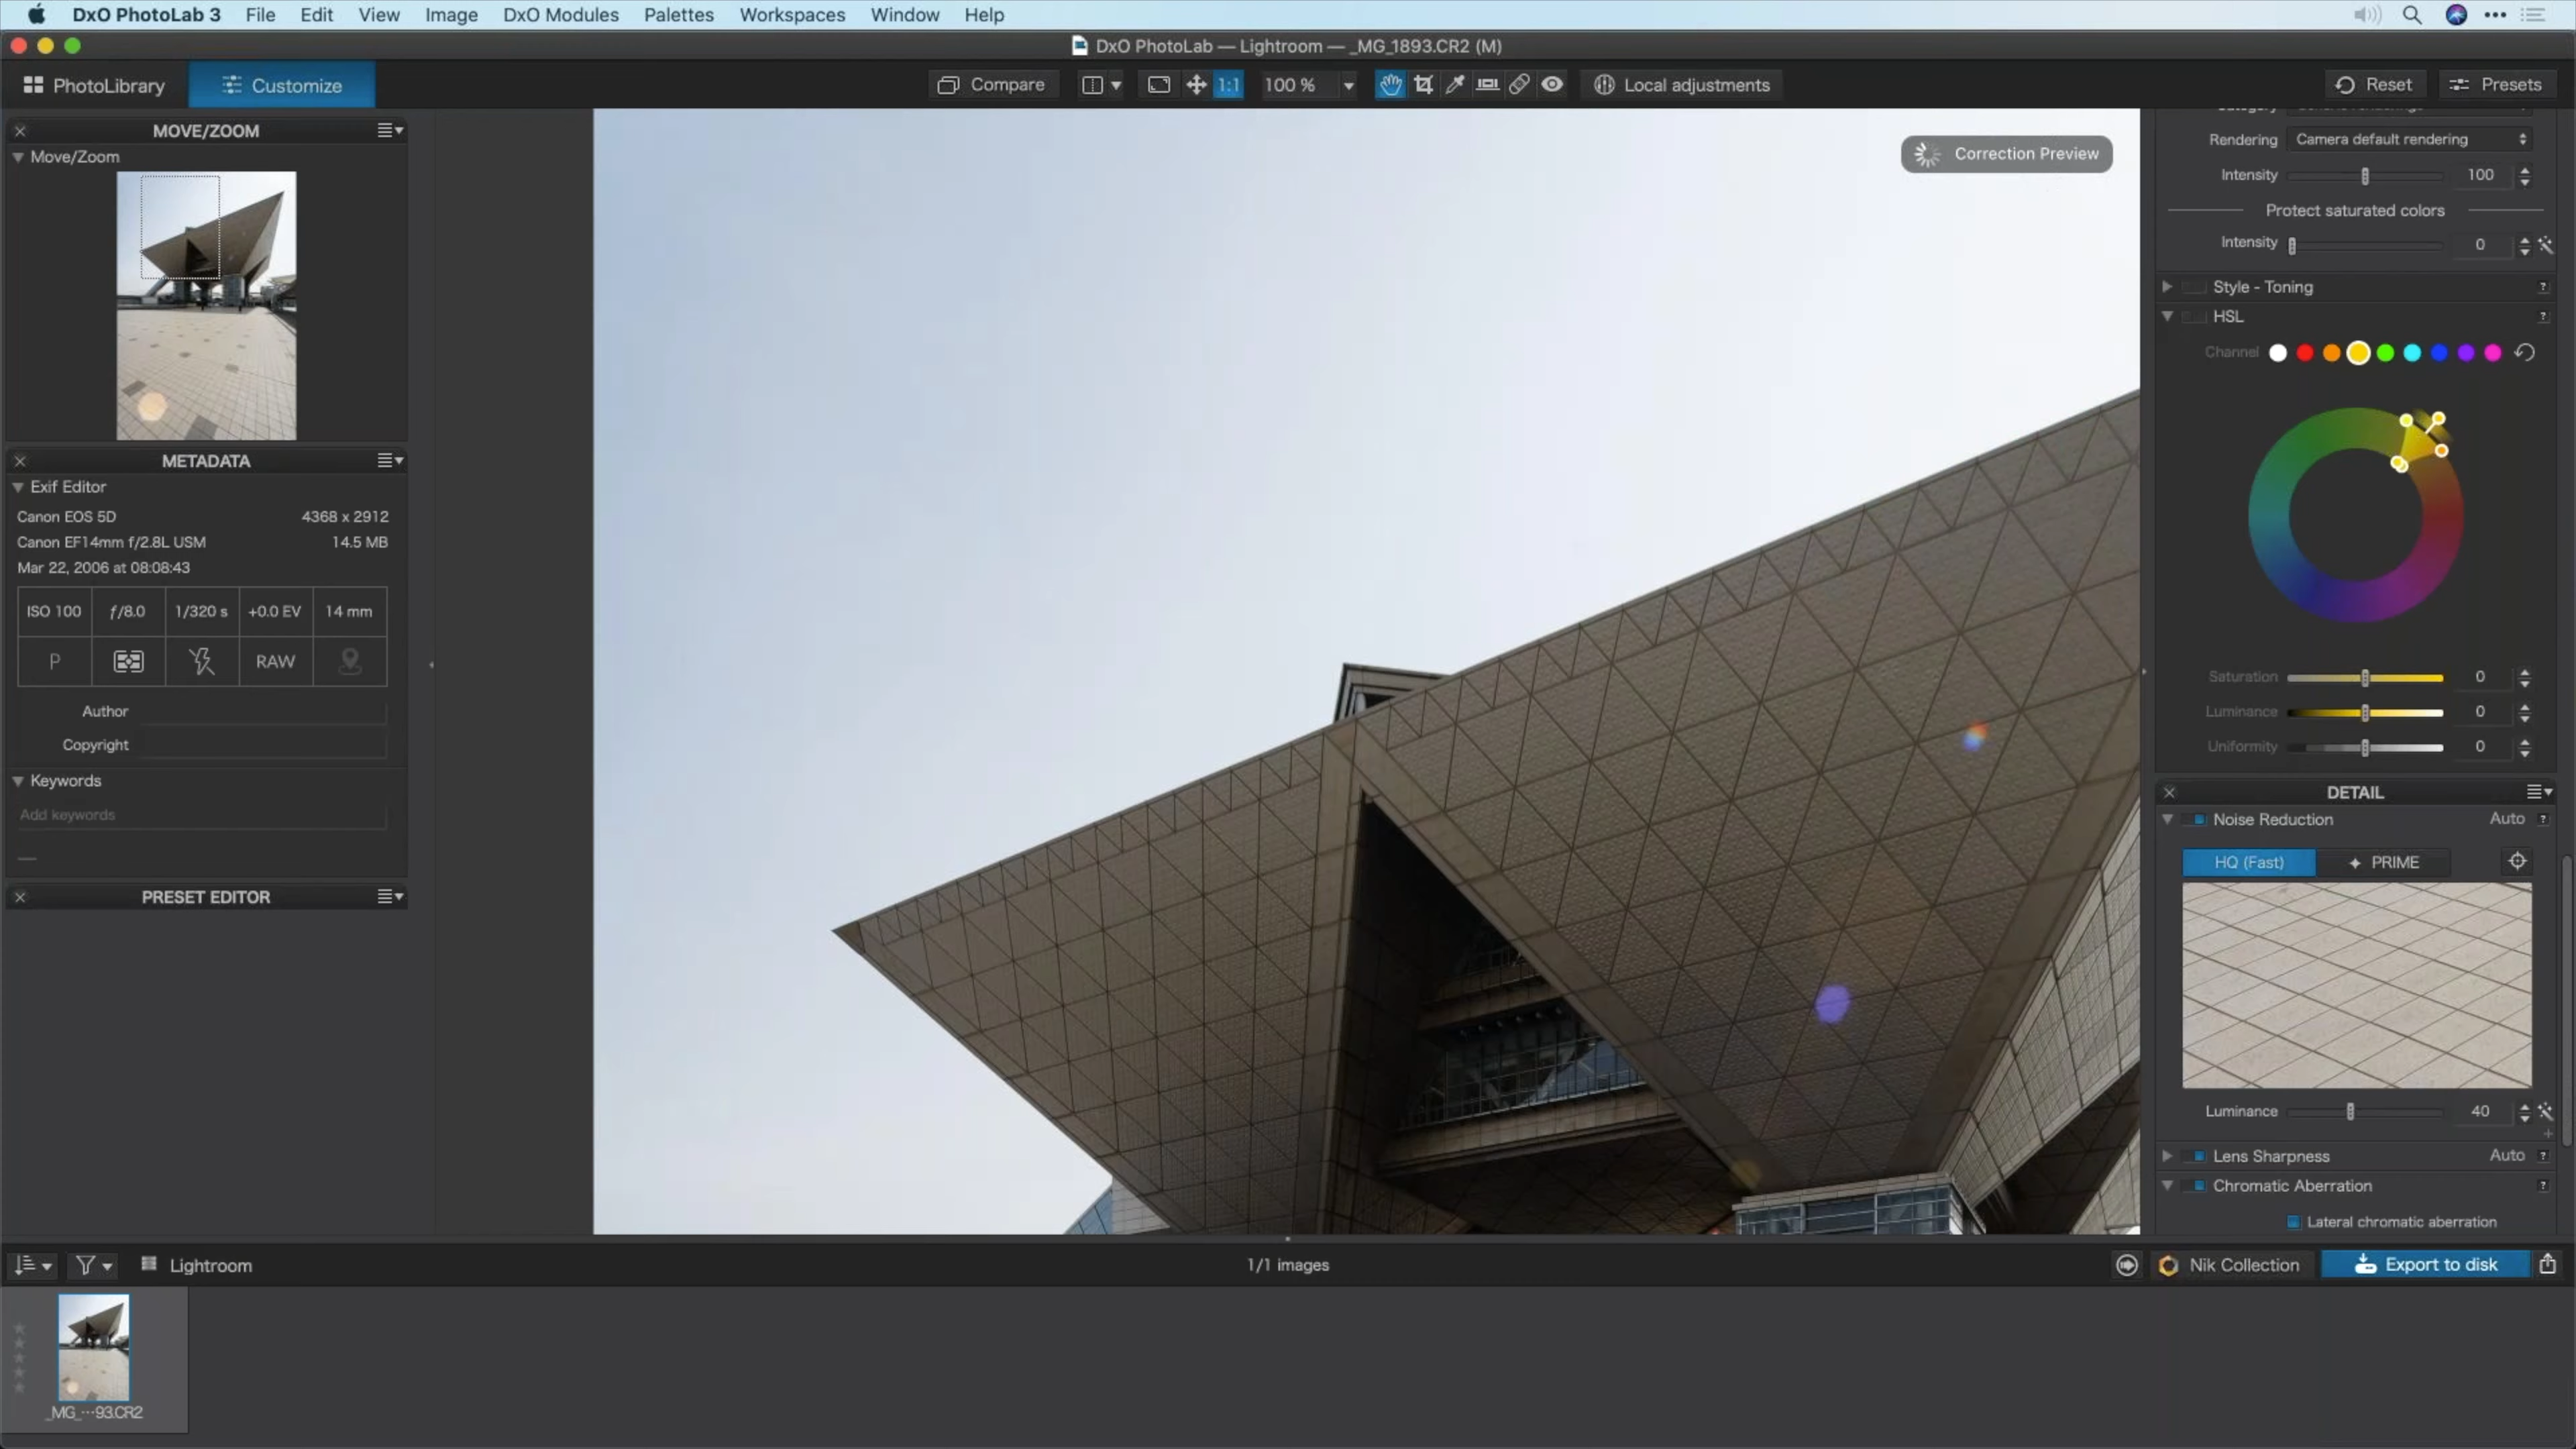 DxO PhotoLab 3 File Edit View Image DxO Modules Palettes Workspaces Window Help
DxO PhotoLab — Lightroom — _MG_1893.CR2 (M)
PhotoLibrary Customize Compare 1:1 100 % Local adjustments Reset Presets
MOVE/ZOOM
Move/Zoom
METADATA
Exif Editor
Canon EOS 5D 4368 x 2912
Canon EF14mm f/2.8L USM 14.5 MB
Mar 22, 2006 at 08:08:43
ISO 100 ƒ/8.0 1/320 s +0.0 EV 14 mm
P RAW
Author
Copyright
Keywords
Add keywords
PRESET EDITOR
Correction Preview
Rendering Camera default rendering
Intensity 100
Protect saturated colors
Intensity 0
Style - Toning ?
HSL ?
Channel
Saturation 0
Luminance 0
Uniformity 0
DETAIL
Noise Reduction Auto ?
HQ (Fast) PRIME
Luminance 40
Lens Sharpness Auto ?
Chromatic Aberration ?
Lateral chromatic aberration
Lightroom 1/1 images Nik Collection Export to disk
_MG_···93.CR2